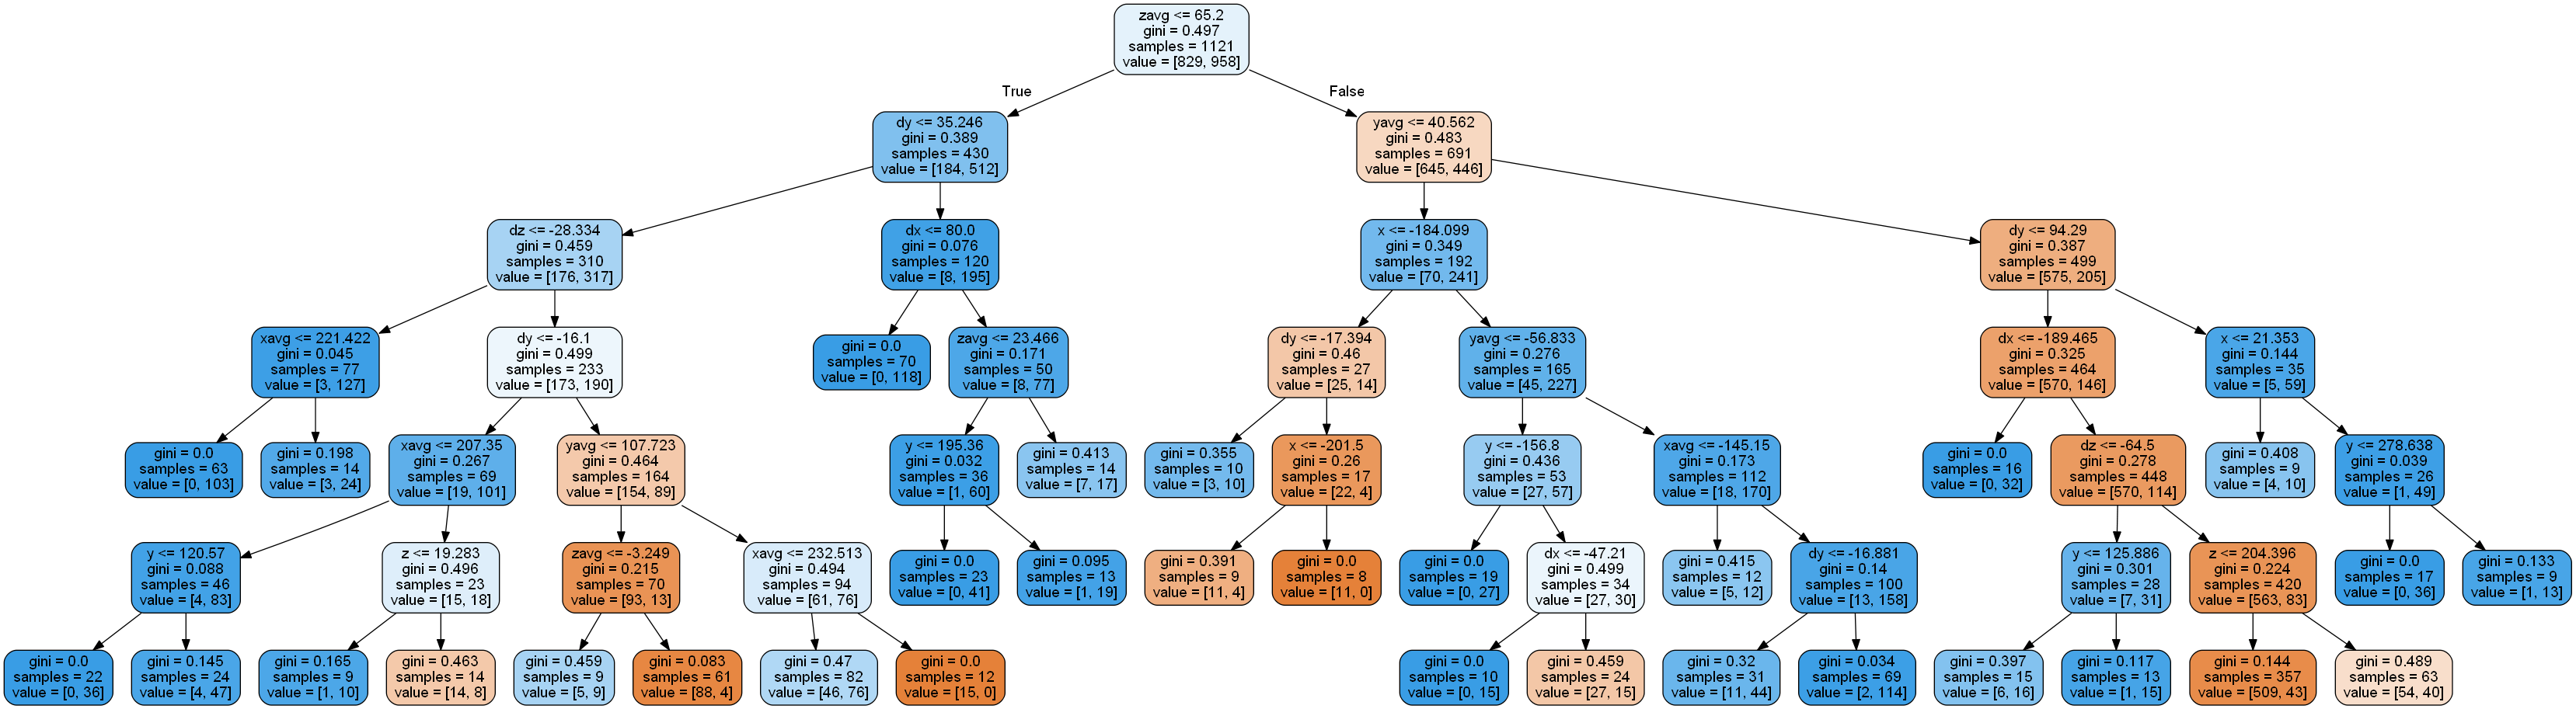 zavg <= 65.2
gini = 0.497
samples = 1121
value = [829, 958]
True
False
dy <= 35.246
gini = 0.389
samples = 430
value = [184, 512]
yavg <= 40.562
gini = 0.483
samples = 691
value = [645, 446]
dz <= -28.334
gini = 0.459
samples = 310
value = [176, 317]
dx <= 80.0
gini = 0.076
samples = 120
value = [8, 195]
x <= -184.099
gini = 0.349
samples = 192
value = [70, 241]
dy <= 94.29
gini = 0.387
samples = 499
value = [575, 205]
xavg <= 221.422
gini = 0.045
samples = 77
value = [3, 127]
dy <= -16.1
gini = 0.499
samples = 233
value = [173, 190]
gini = 0.0
samples = 70
value = [0, 118]
zavg <= 23.466
gini = 0.171
samples = 50
value = [8, 77]
dy <= -17.394
gini = 0.46
samples = 27
value = [25, 14]
yavg <= -56.833
gini = 0.276
samples = 165
value = [45, 227]
dx <= -189.465
gini = 0.325
samples = 464
value = [570, 146]
x <= 21.353
gini = 0.144
samples = 35
value = [5, 59]
gini = 0.0
samples = 63
value = [0, 103]
gini = 0.198
samples = 14
value = [3, 24]
xavg <= 207.35
gini = 0.267
samples = 69
value = [19, 101]
yavg <= 107.723
gini = 0.464
samples = 164
value = [154, 89]
y <= 195.36
gini = 0.032
samples = 36
value = [1, 60]
gini = 0.413
samples = 14
value = [7, 17]
gini = 0.355
samples = 10
value = [3, 10]
x <= -201.5
gini = 0.26
samples = 17
value = [22, 4]
y <= -156.8
gini = 0.436
samples = 53
value = [27, 57]
xavg <= -145.15
gini = 0.173
samples = 112
value = [18, 170]
gini = 0.0
samples = 16
value = [0, 32]
dz <= -64.5
gini = 0.278
samples = 448
value = [570, 114]
gini = 0.408
samples = 9
value = [4, 10]
y <= 278.638
gini = 0.039
samples = 26
value = [1, 49]
y <= 120.57
gini = 0.088
samples = 46
value = [4, 83]
z <= 19.283
gini = 0.496
samples = 23
value = [15, 18]
zavg <= -3.249
gini = 0.215
samples = 70
value = [93, 13]
xavg <= 232.513
gini = 0.494
samples = 94
value = [61, 76]
gini = 0.0
samples = 23
value = [0, 41]
gini = 0.095
samples = 13
value = [1, 19]
gini = 0.391
samples = 9
value = [11, 4]
gini = 0.0
samples = 8
value = [11, 0]
gini = 0.0
samples = 19
value = [0, 27]
dx <= -47.21
gini = 0.499
samples = 34
value = [27, 30]
gini = 0.415
samples = 12
value = [5, 12]
dy <= -16.881
gini = 0.14
samples = 100
value = [13, 158]
y <= 125.886
gini = 0.301
samples = 28
value = [7, 31]
z <= 204.396
gini = 0.224
samples = 420
value = [563, 83]
gini = 0.0
samples = 17
value = [0, 36]
gini = 0.133
samples = 9
value = [1, 13]
gini = 0.0
samples = 22
value = [0, 36]
gini = 0.145
samples = 24
value = [4, 47]
gini = 0.165
samples = 9
value = [1, 10]
gini = 0.463
samples = 14
value = [14, 8]
gini = 0.459
samples = 9
value = [5, 9]
gini = 0.083
samples = 61
value = [88, 4]
gini = 0.47
samples = 82
value = [46, 76]
gini = 0.0
samples = 12
value = [15, 0]
gini = 0.0
samples = 10
value = [0, 15]
gini = 0.459
samples = 24
value = [27, 15]
gini = 0.32
samples = 31
value = [11, 44]
gini = 0.034
samples = 69
value = [2, 114]
gini = 0.397
samples = 15
value = [6, 16]
gini = 0.117
samples = 13
value = [1, 15]
gini = 0.144
samples = 357
value = [509, 43]
gini = 0.489
samples = 63
value = [54, 40]